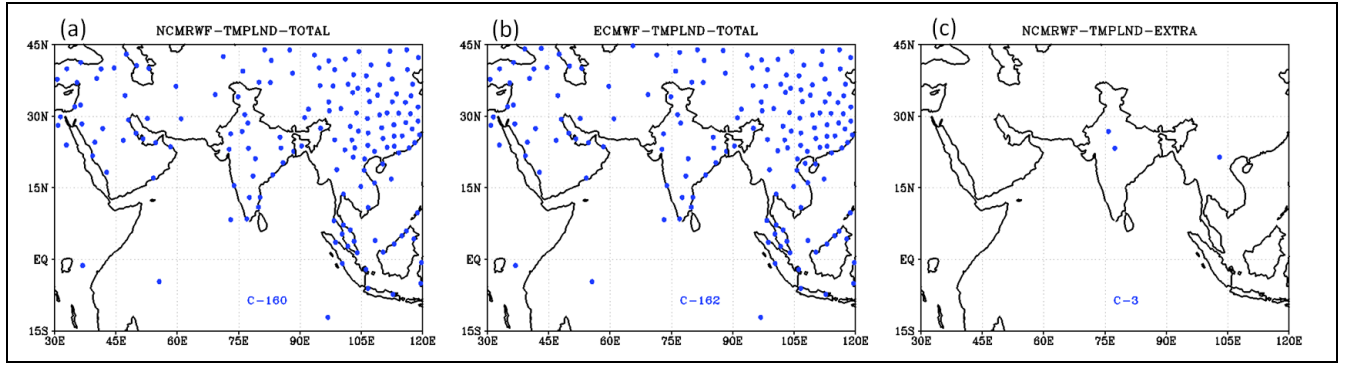 (a) NCMRWF-TMPLND-TOTAL
45N
30N
15N
EQ
15S
30E 45E 60E 75E 90E 105E 120E
C-160
(b) ECMWF-TMPLND-TOTAL
45N
30N
15N
EQ
15S
30E 45E 60E 75E 90E 105E 120E
C-162
(c) NCMRWF-TMPLND-EXTRA
45N
30N
15N
EQ
15S
30E 45E 60E 75E 90E 105E 120E
C-3